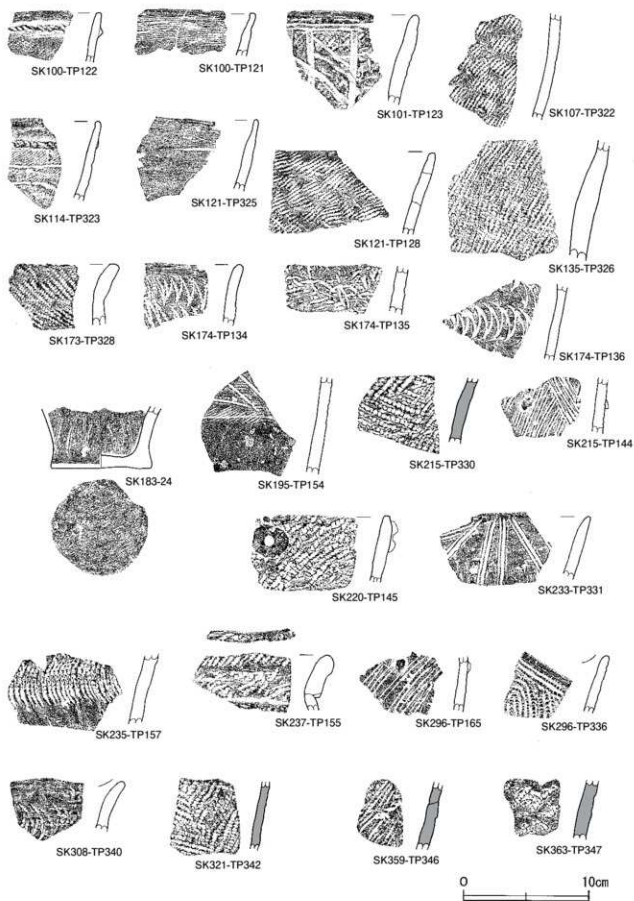 SK100-TP122
SK100-TP121
SK101-TP123
SK107-TP322
SK114-TP323
SK121-TP325
SK121-TP128
SK135-TP326
SK173-TP328
SK174-TP134
SK174-TP135
SK174-TP136
SK183-24
SK195-TP154
SK215-TP330
SK215-TP144
SK220-TP145
SK233-TP331
SK235-TP157
SK237-TP155
SK296-TP165
SK296-TP336
SK308-TP340
SK321-TP342
SK359-TP346
SK363-TP347
0 10cm